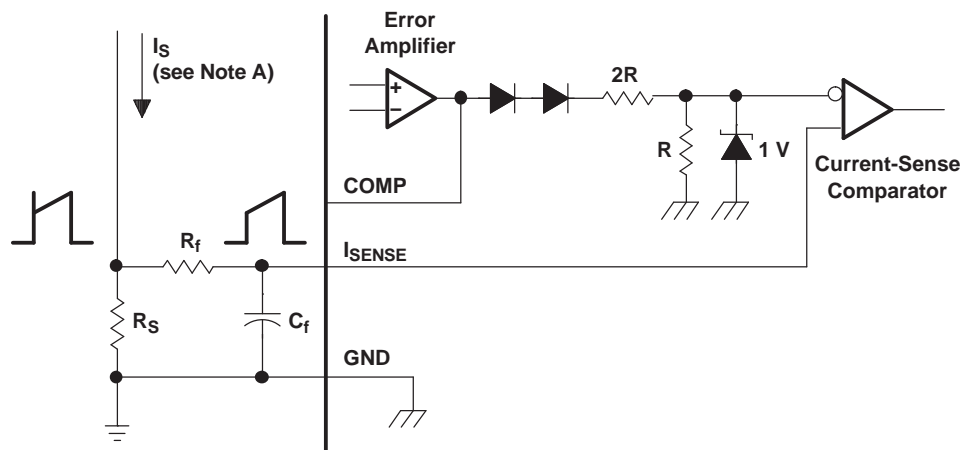 Error
Amplifier
I_S
(see Note A)
+
−
2R
R
1 V
Current-Sense
Comparator
COMP
R_f
I_SENSE
R_S
C_f
GND